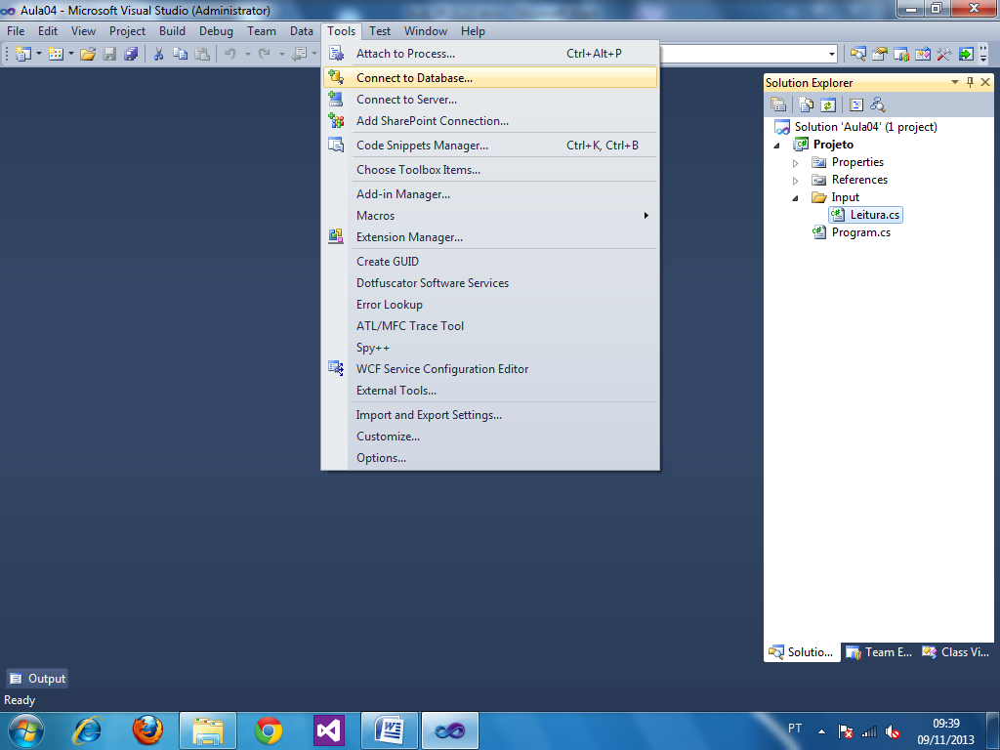 Aula04 - Microsoft Visual Studio (Administrator)
File Edit View Project Build Debug Team Data Tools Test Window Help
Attach to Process... Ctrl+Alt+P
Connect to Database...
Connect to Server...
Add SharePoint Connection...
Code Snippets Manager... Ctrl+K, Ctrl+B
Choose Toolbox Items...
Add-in Manager...
Macros
Extension Manager...
Create GUID
Dotfuscator Software Services
Error Lookup
ATL/MFC Trace Tool
Spy++
WCF Service Configuration Editor
External Tools...
Import and Export Settings...
Customize...
Options...
Solution Explorer
Solution 'Aula04' (1 project)
Projeto
Properties
References
Input
Leitura.cs
Program.cs
Solutio... Team E... Class Vi...
Output
Ready
PT
09:39
09/11/2013